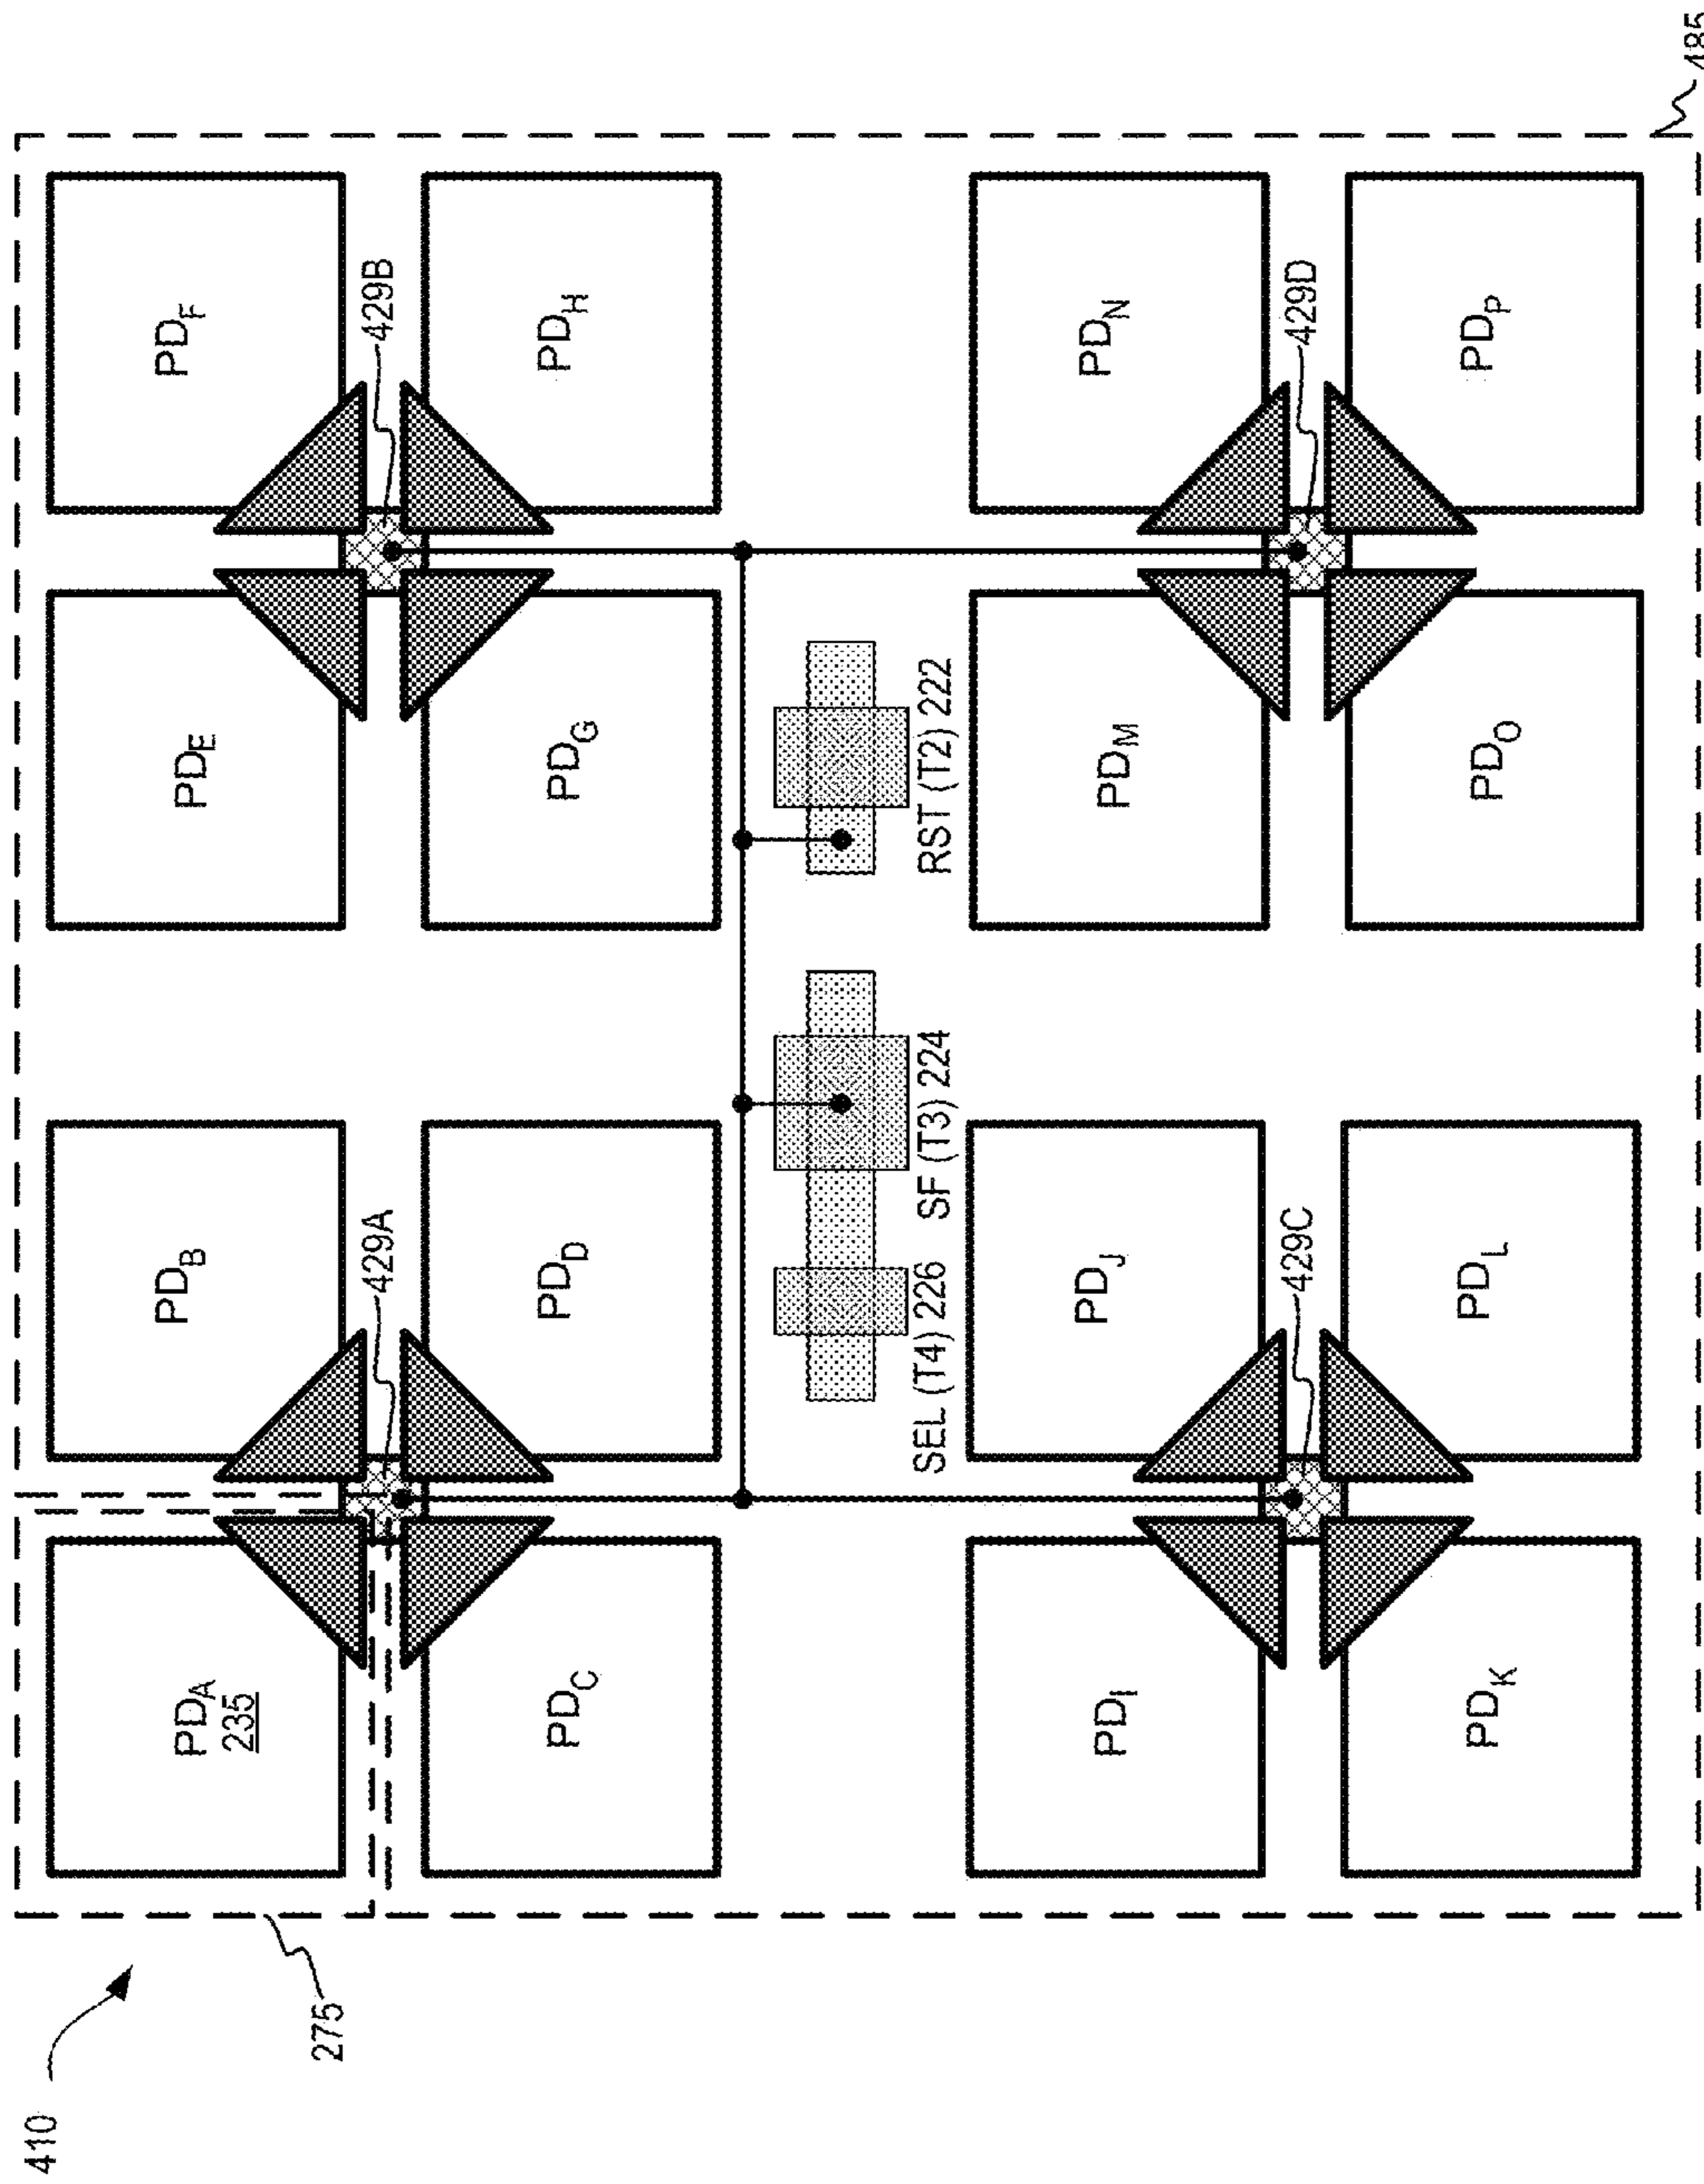 410
PD_A PD_B PD_E PD_F
235
275
429A 429B
PD_C PD_D PD_G PD_H
SEL (T4) 226 SF (T3) 224 RST (T2) 222
PD_I PD_J PD_M PD_N
429C 429D
PD_K PD_L PD_O PD_P
485